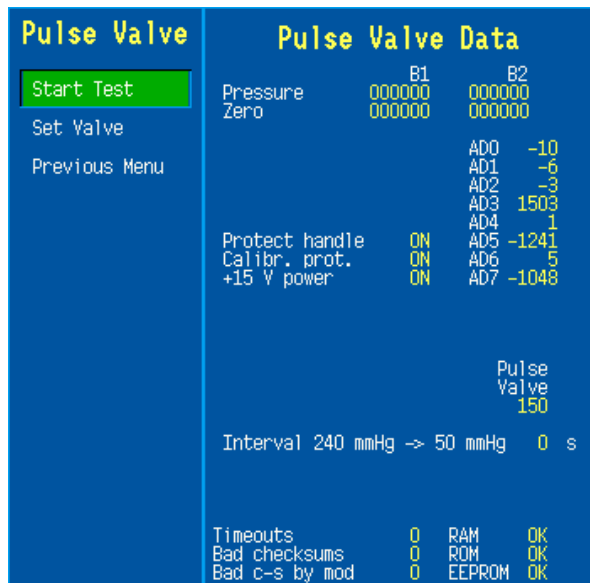 Pulse Valve
Start Test
Set Valve
Previous Menu
Pulse Valve Data
B1 B2
Pressure 000000 000000
Zero 000000 000000
AD0 -10
AD1 -6
AD2 -3
AD3 1503
AD4 1
Protect handle ON AD5 -1241
Calibr. prot. ON AD6 5
+15 V power ON AD7 -1048
Pulse
Valve
150
Interval 240 mmHg -> 50 mmHg 0 s
Timeouts 0 RAM OK
Bad checksums 0 ROM OK
Bad c-s by mod 0 EEPROM OK